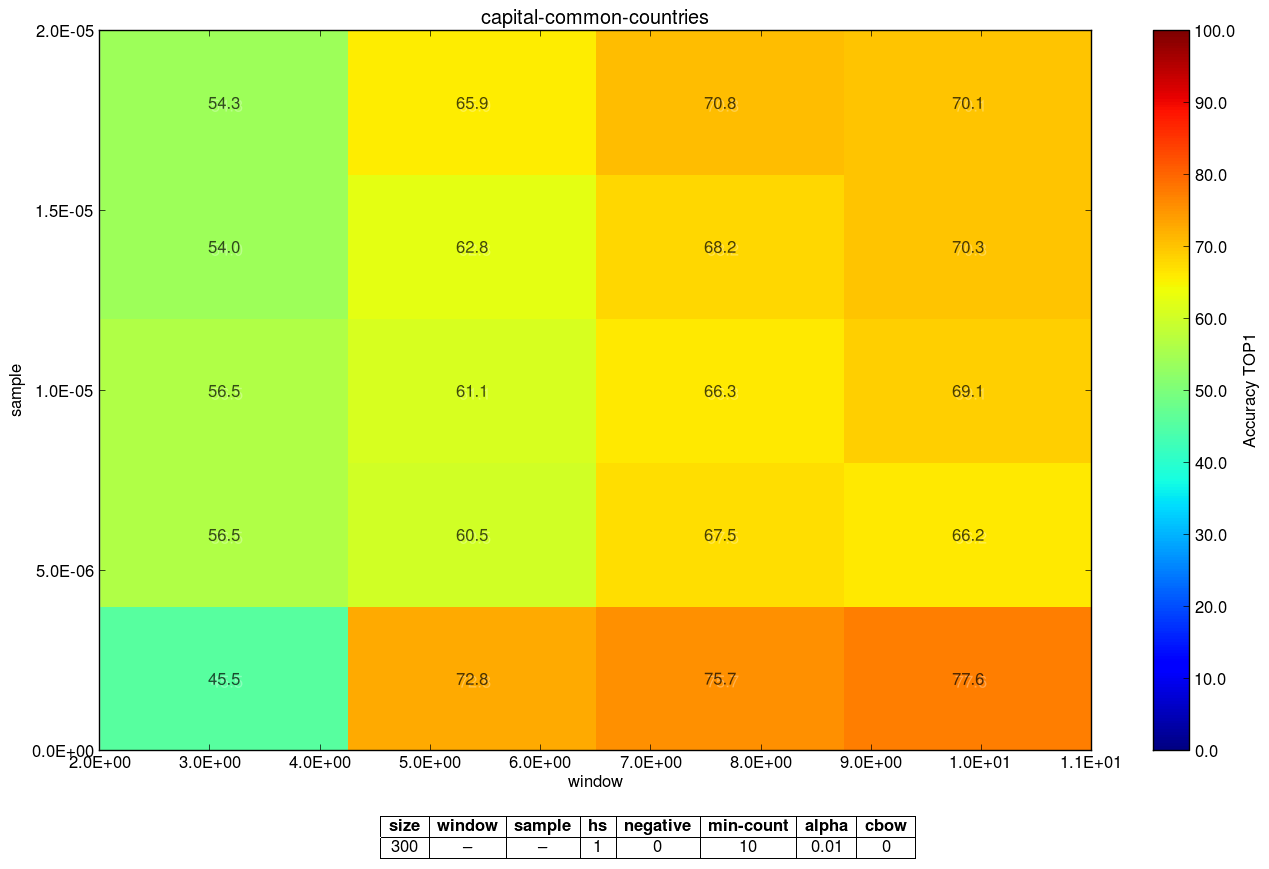 capital-common-countries
2.0E-05
100.0
54.3 65.9 70.8 70.1
90.0
80.0
1.5E-05
54.0 62.8 68.2 70.3
70.0
60.0
sample
1.0E-05
56.5 61.1 66.3 69.1
Accuracy TOP1
50.0
40.0
56.5 60.5 67.5 66.2
30.0
5.0E-06
20.0
45.5 72.8 75.7 77.6
10.0
0.0E+00
0.0
2.0E+00 3.0E+00 4.0E+00 5.0E+00 6.0E+00 7.0E+00 8.0E+00 9.0E+00 1.0E+01 1.1E+01
window
size window sample hs negative min-count alpha cbow
300 – – 1 0 10 0.01 0